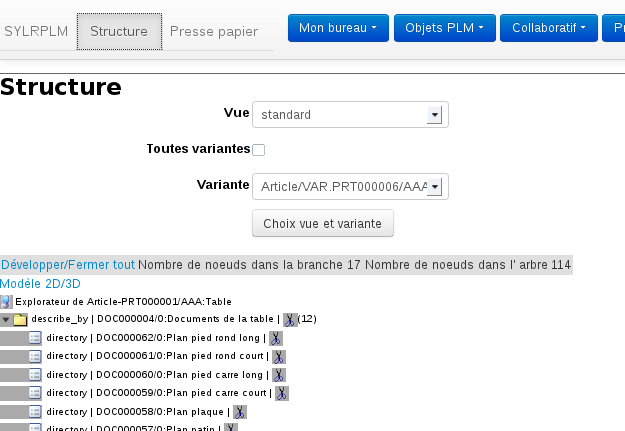 SYLRPLM Structure Presse papier Mon bureau Objets PLM Collaboratif
Structure
Vue standard
Toutes variantes
Variante Article/VAR.PRT000006/AAA
Choix vue et variante
Développer/Fermer tout Nombre de noeuds dans la branche 17 Nombre de noeuds dans l' arbre 114
Modéle 2D/3D
Explorateur de Article-PRT000001/AAA:Table
describe_by | DOC000004/0:Documents de la table | (12)
directory | DOC000062/0:Plan pied rond long |
directory | DOC000061/0:Plan pied rond court |
directory | DOC000060/0:Plan pied carre long |
directory | DOC000059/0:Plan pied carre court |
directory | DOC000058/0:Plan plaque |
directory | DOC000057/0:Plan patin |